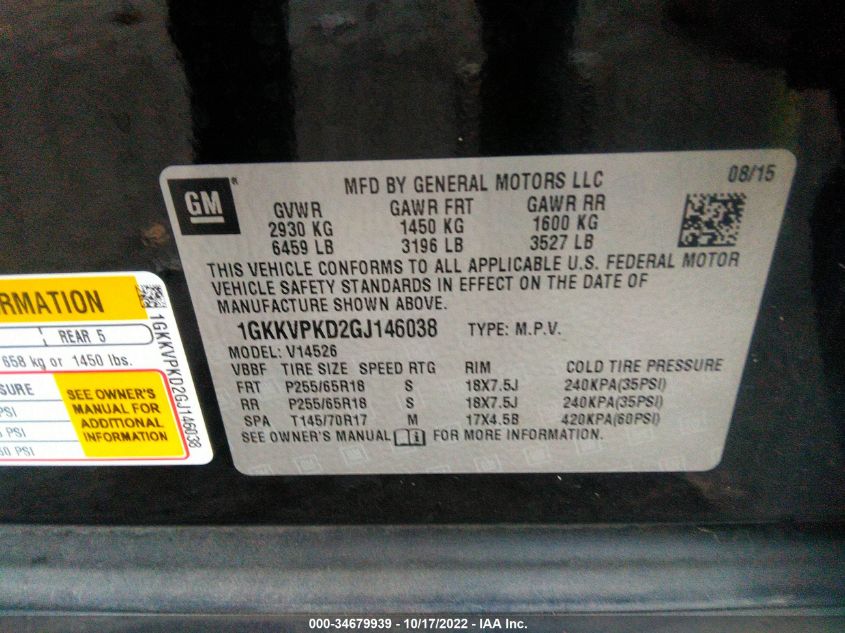 08/15
GM®
MFD BY GENERAL MOTORS LLC
GVWR GAWR FRT GAWR RR
2930 KG 1450 KG 1600 KG
6459 LB 3196 LB 3527 LB
THIS VEHICLE CONFORMS TO ALL APPLICABLE U.S. FEDERAL MOTOR
VEHICLE SAFETY STANDARDS IN EFFECT ON THE DATE OF
MANUFACTURE SHOWN ABOVE.
1GKKVPKD2GJ146038 TYPE: M.P.V.
MODEL: V14526
VBBF TIRE SIZE SPEED RTG RIM COLD TIRE PRESSURE
FRT P255/65R18 S 18X7.5J 240KPA(35PSI)
RR P255/65R18 S 18X7.5J 240KPA(35PSI)
SPA T145/70R17 M 17X4.5B 420KPA(60PSI)
SEE OWNER'S MANUAL FOR MORE INFORMATION.
REAR 5
658 kg or 1450 lbs.
PSI
PSI
PSI
SEE OWNER'S
MANUAL FOR
ADDITIONAL
INFORMATION
1GKKVPKD2GJ146038
000-34679939 - 10/17/2022 - IAA Inc.